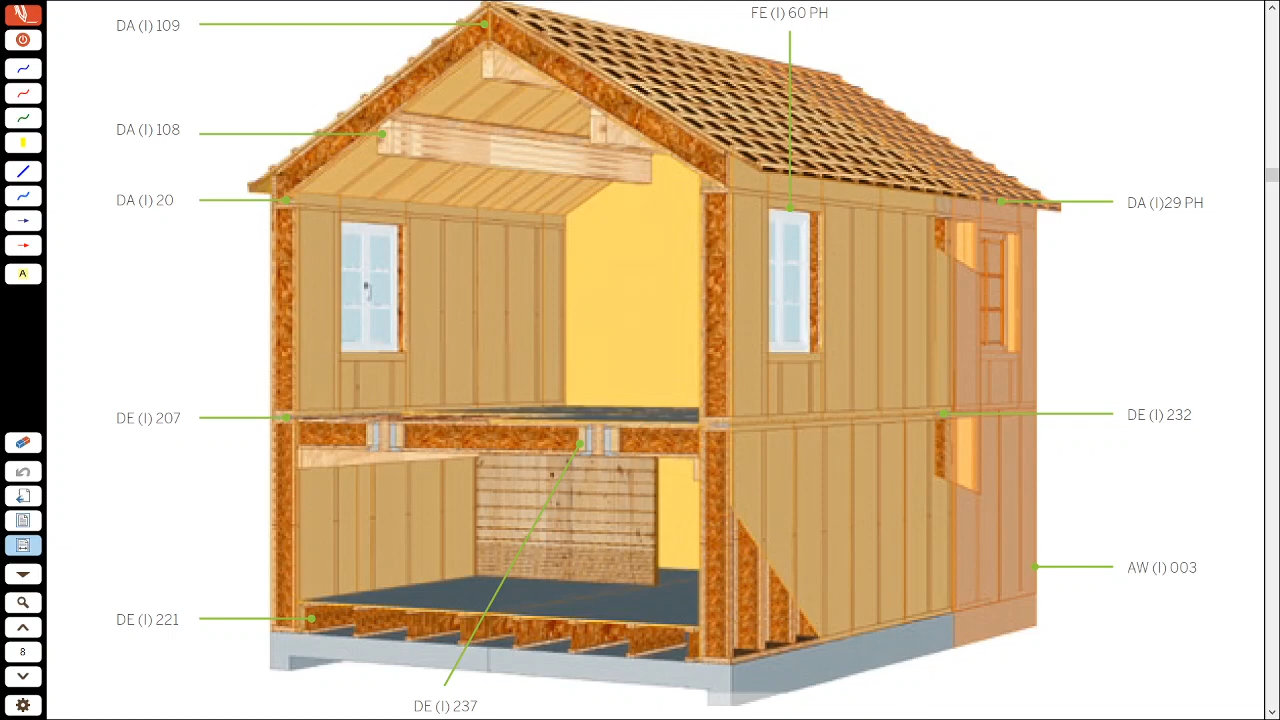 FE (I) 60 PH
DA (I) 109
DA (I) 108
DA (I) 20
DA (I)29 PH
DE (I) 207
DE (I) 232
AW (I) 003
DE (I) 221
DE (I) 237
A
8